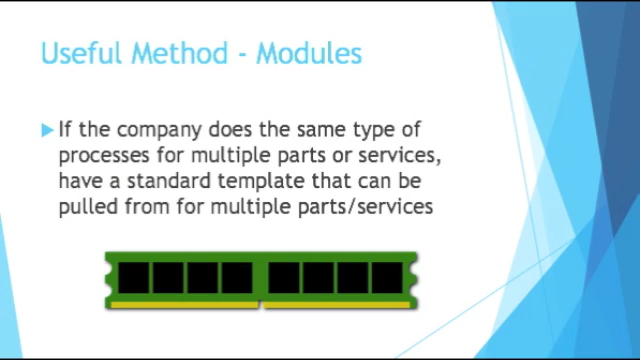 Useful Method - Modules
If the company does the same type of
processes for multiple parts or services,
have a standard template that can be
pulled from for multiple parts/services